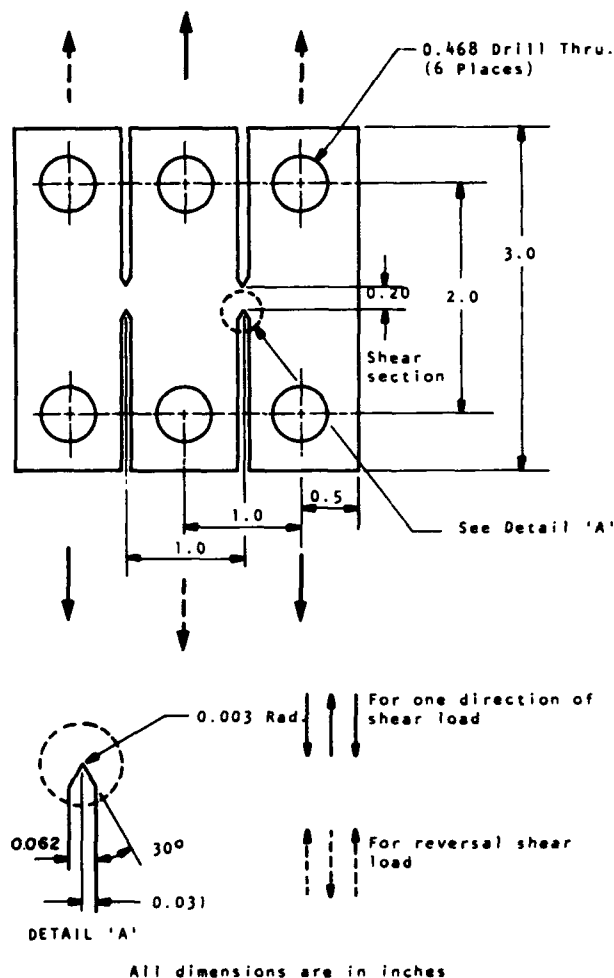 0.468 Drill Thru.
(6 Places)
3.0
2.0
0.20
Shear
section
0.5
1.0
1.0
See Detail 'A'
0.003 Rad.
For one direction of
shear load
0.062
30º
0.031
For reversal shear
load
DETAIL 'A'
All dimensions are in inches